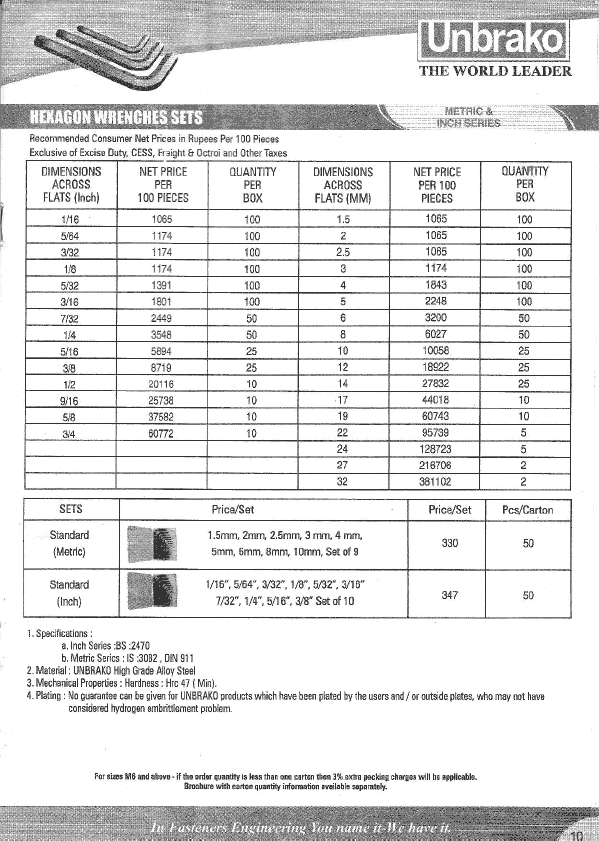 Unbrako
THE WORLD LEADER
HEXAGON WRENCHES SETS
METRIC &
INCH SERIES
Recommended Consumer Net Prices in Rupees Per 100 Pieces
Exclusive of Excise Duty, CESS, Fraight & Octroi and Other Taxes
DIMENSIONS ACROSS FLATS (Inch) NET PRICE PER 100 PIECES QUANTITY PER BOX DIMENSIONS ACROSS FLATS (MM) NET PRICE PER 100 PIECES QUANTITY PER BOX
1/16 1065 100 1.5 1065 100
5/64 1174 100 2 1065 100
3/32 1174 100 2.5 1065 100
1/8 1174 100 3 1174 100
5/32 1391 100 4 1843 100
3/16 1801 100 5 2248 100
7/32 2449 50 6 3200 50
1/4 3548 50 8 6027 50
5/16 5894 25 10 10058 25
3/8 8719 25 12 18922 25
1/2 20116 10 14 27832 25
9/16 25738 10 17 44018 10
5/8 37582 10 19 60743 10
3/4 60772 10 22 95739 5
24 128723 5
27 216706 2
32 381102 2
SETS Price/Set Price/Set Pcs/Carton
Standard (Metric) 1.5mm, 2mm, 2.5mm, 3 mm, 4 mm, 5mm, 6mm, 8mm, 10mm, Set of 9 330 50
Standard (Inch) 1/16", 5/64", 3/32", 1/8", 5/32", 3/16" 7/32", 1/4", 5/16", 3/8" Set of 10 347 50
1. Specifications :
a. Inch Series :BS :2470
b. Metric Series : IS :3082 , DIN 911
2. Material : UNBRAKO High Grade Alloy Steel
3. Mechanical Properties : Hardness : Hrc 47 ( Min).
4. Plating : No guarantee can be given for UNBRAKO products which have been plated by the users and / or outside plates, who may not have
considered hydrogen embrittlement problem.
For sizes M6 and above - if the order quantity is less than one carton then 3% extra packing charges will be applicable.
Brochure with carton quantity information available separately.
In Fasteners Engineering You name it-We have it.
10